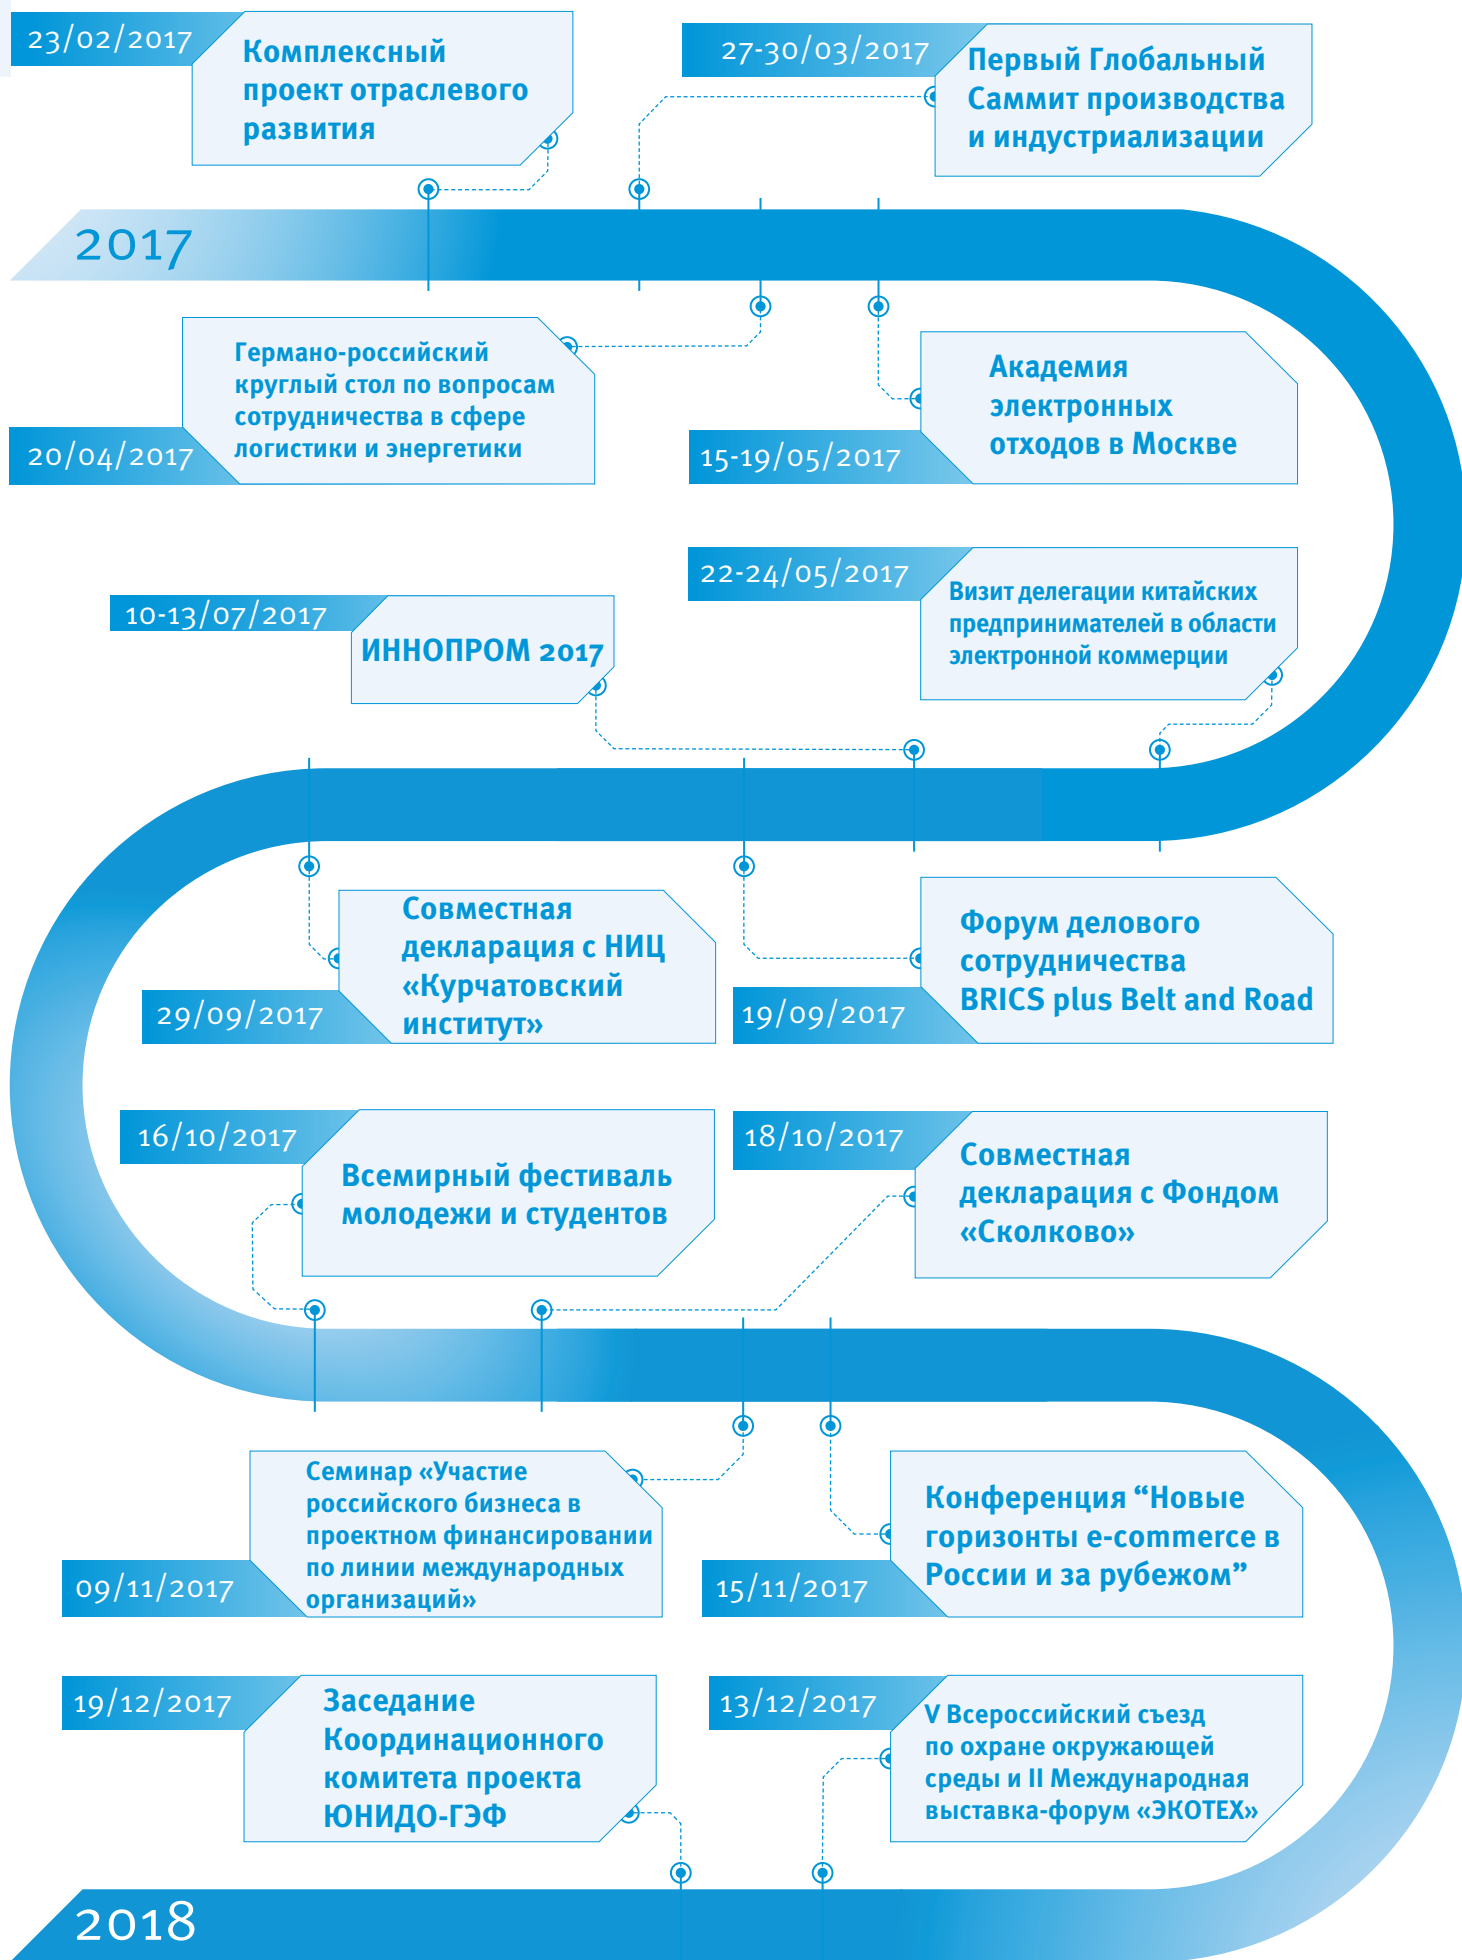 23/02/2017
Комплексный
проект отраслевого
развития
27-30/03/2017
Первый Глобальный
Саммит производства
и индустриализации
2017
Германо-российский
круглый стол по вопросам
сотрудничества в сфере
логистики и энергетики
20/04/2017
Академия
электронных
отходов в Москве
15-19/05/2017
22-24/05/2017
Визит делегации китайских
предпринимателей в области
электронной коммерции
10-13/07/2017
ИННОПРОМ 2017
Совместная
декларация с НИЦ
«Курчатовский
институт»
29/09/2017
Форум делового
сотрудничества
BRICS plus Belt and Road
19/09/2017
16/10/2017
Всемирный фестиваль
молодежи и студентов
18/10/2017
Совместная
декларация с Фондом
«Сколково»
Семинар «Участие
российского бизнеса в
проектном финансировании
по линии международных
организаций»
09/11/2017
Конференция “Новые
горизонты e-commerce в
России и за рубежом”
15/11/2017
19/12/2017
Заседание
Координационного
комитета проекта
ЮНИДО-ГЭФ
13/12/2017
V Всероссийский съезд
по охране окружающей
среды и II Международная
выставка-форум «ЭКОТЕХ»
2018